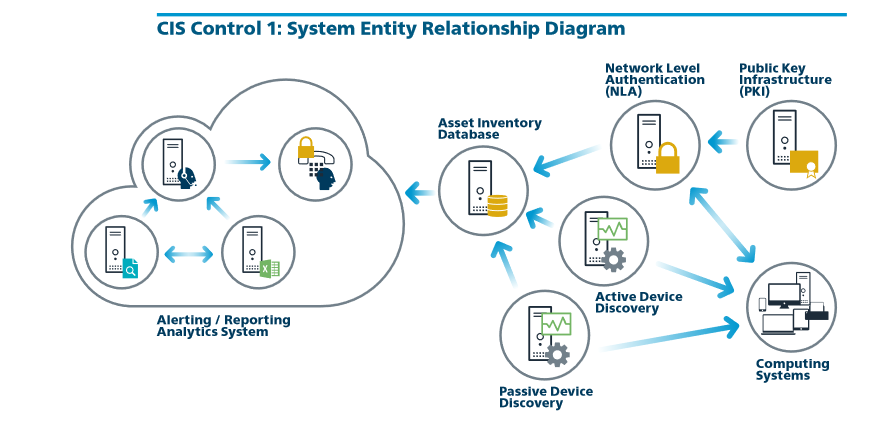 CIS Control 1: System Entity Relationship Diagram
Network Level
Authentication
(NLA)
Public Key
Infrastructure
(PKI)
Asset Inventory
Database
Active Device
Discovery
Alerting / Reporting
Analytics System
Computing
Systems
Passive Device
Discovery